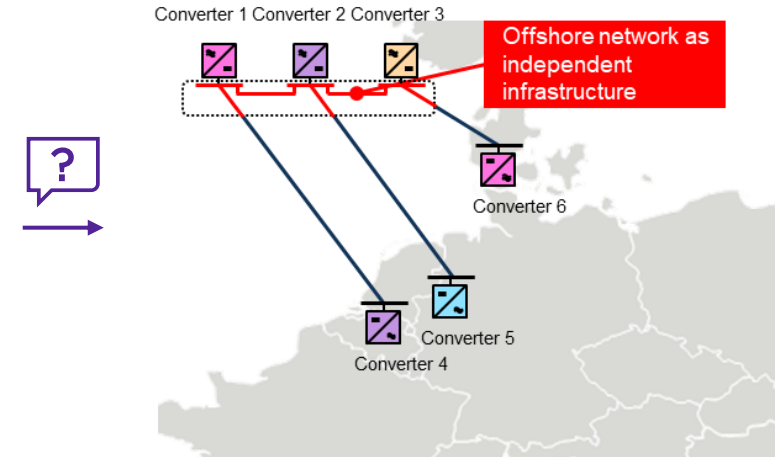 Converter 1 Converter 2 Converter 3
Offshore network as
independent
infrastructure
?
Converter 6
Converter 5
Converter 4